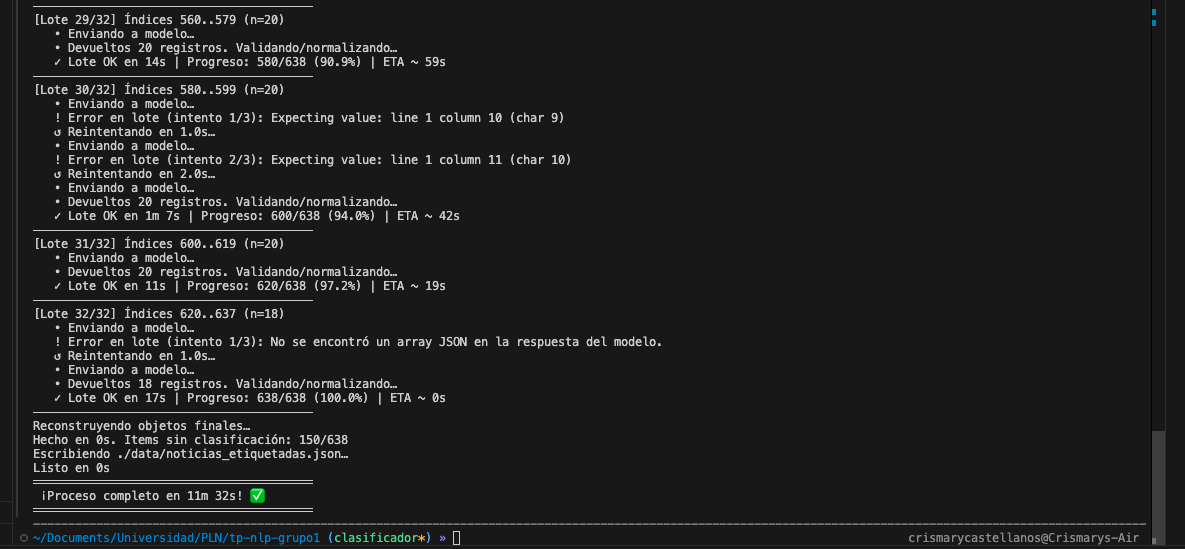 [Lote 29/32] Índices 560..579 (n=20)
• Enviando a modelo…
• Devueltos 20 registros. Validando/normalizando…
✓ Lote OK en 14s | Progreso: 580/638 (90.9%) | ETA ~ 59s
[Lote 30/32] Índices 580..599 (n=20)
• Enviando a modelo…
! Error en lote (intento 1/3): Expecting value: line 1 column 10 (char 9)
↺ Reintentando en 1.0s…
• Enviando a modelo…
! Error en lote (intento 2/3): Expecting value: line 1 column 11 (char 10)
↺ Reintentando en 2.0s…
• Enviando a modelo…
• Devueltos 20 registros. Validando/normalizando…
✓ Lote OK en 1m 7s | Progreso: 600/638 (94.0%) | ETA ~ 42s
[Lote 31/32] Índices 600..619 (n=20)
• Enviando a modelo…
• Devueltos 20 registros. Validando/normalizando…
✓ Lote OK en 11s | Progreso: 620/638 (97.2%) | ETA ~ 19s
[Lote 32/32] Índices 620..637 (n=18)
• Enviando a modelo…
! Error en lote (intento 1/3): No se encontró un array JSON en la respuesta del modelo.
↺ Reintentando en 1.0s…
• Enviando a modelo…
• Devueltos 18 registros. Validando/normalizando…
✓ Lote OK en 17s | Progreso: 638/638 (100.0%) | ETA ~ 0s
Reconstruyendo objetos finales…
Hecho en 0s. Items sin clasificación: 150/638
Escribiendo ./data/noticias_etiquetadas.json…
Listo en 0s
¡Proceso completo en 11m 32s! ✅
~/Documents/Universidad/PLN/tp-nlp-grupo1 (clasificador*) » crismarycastellanos@Crismarys-Air